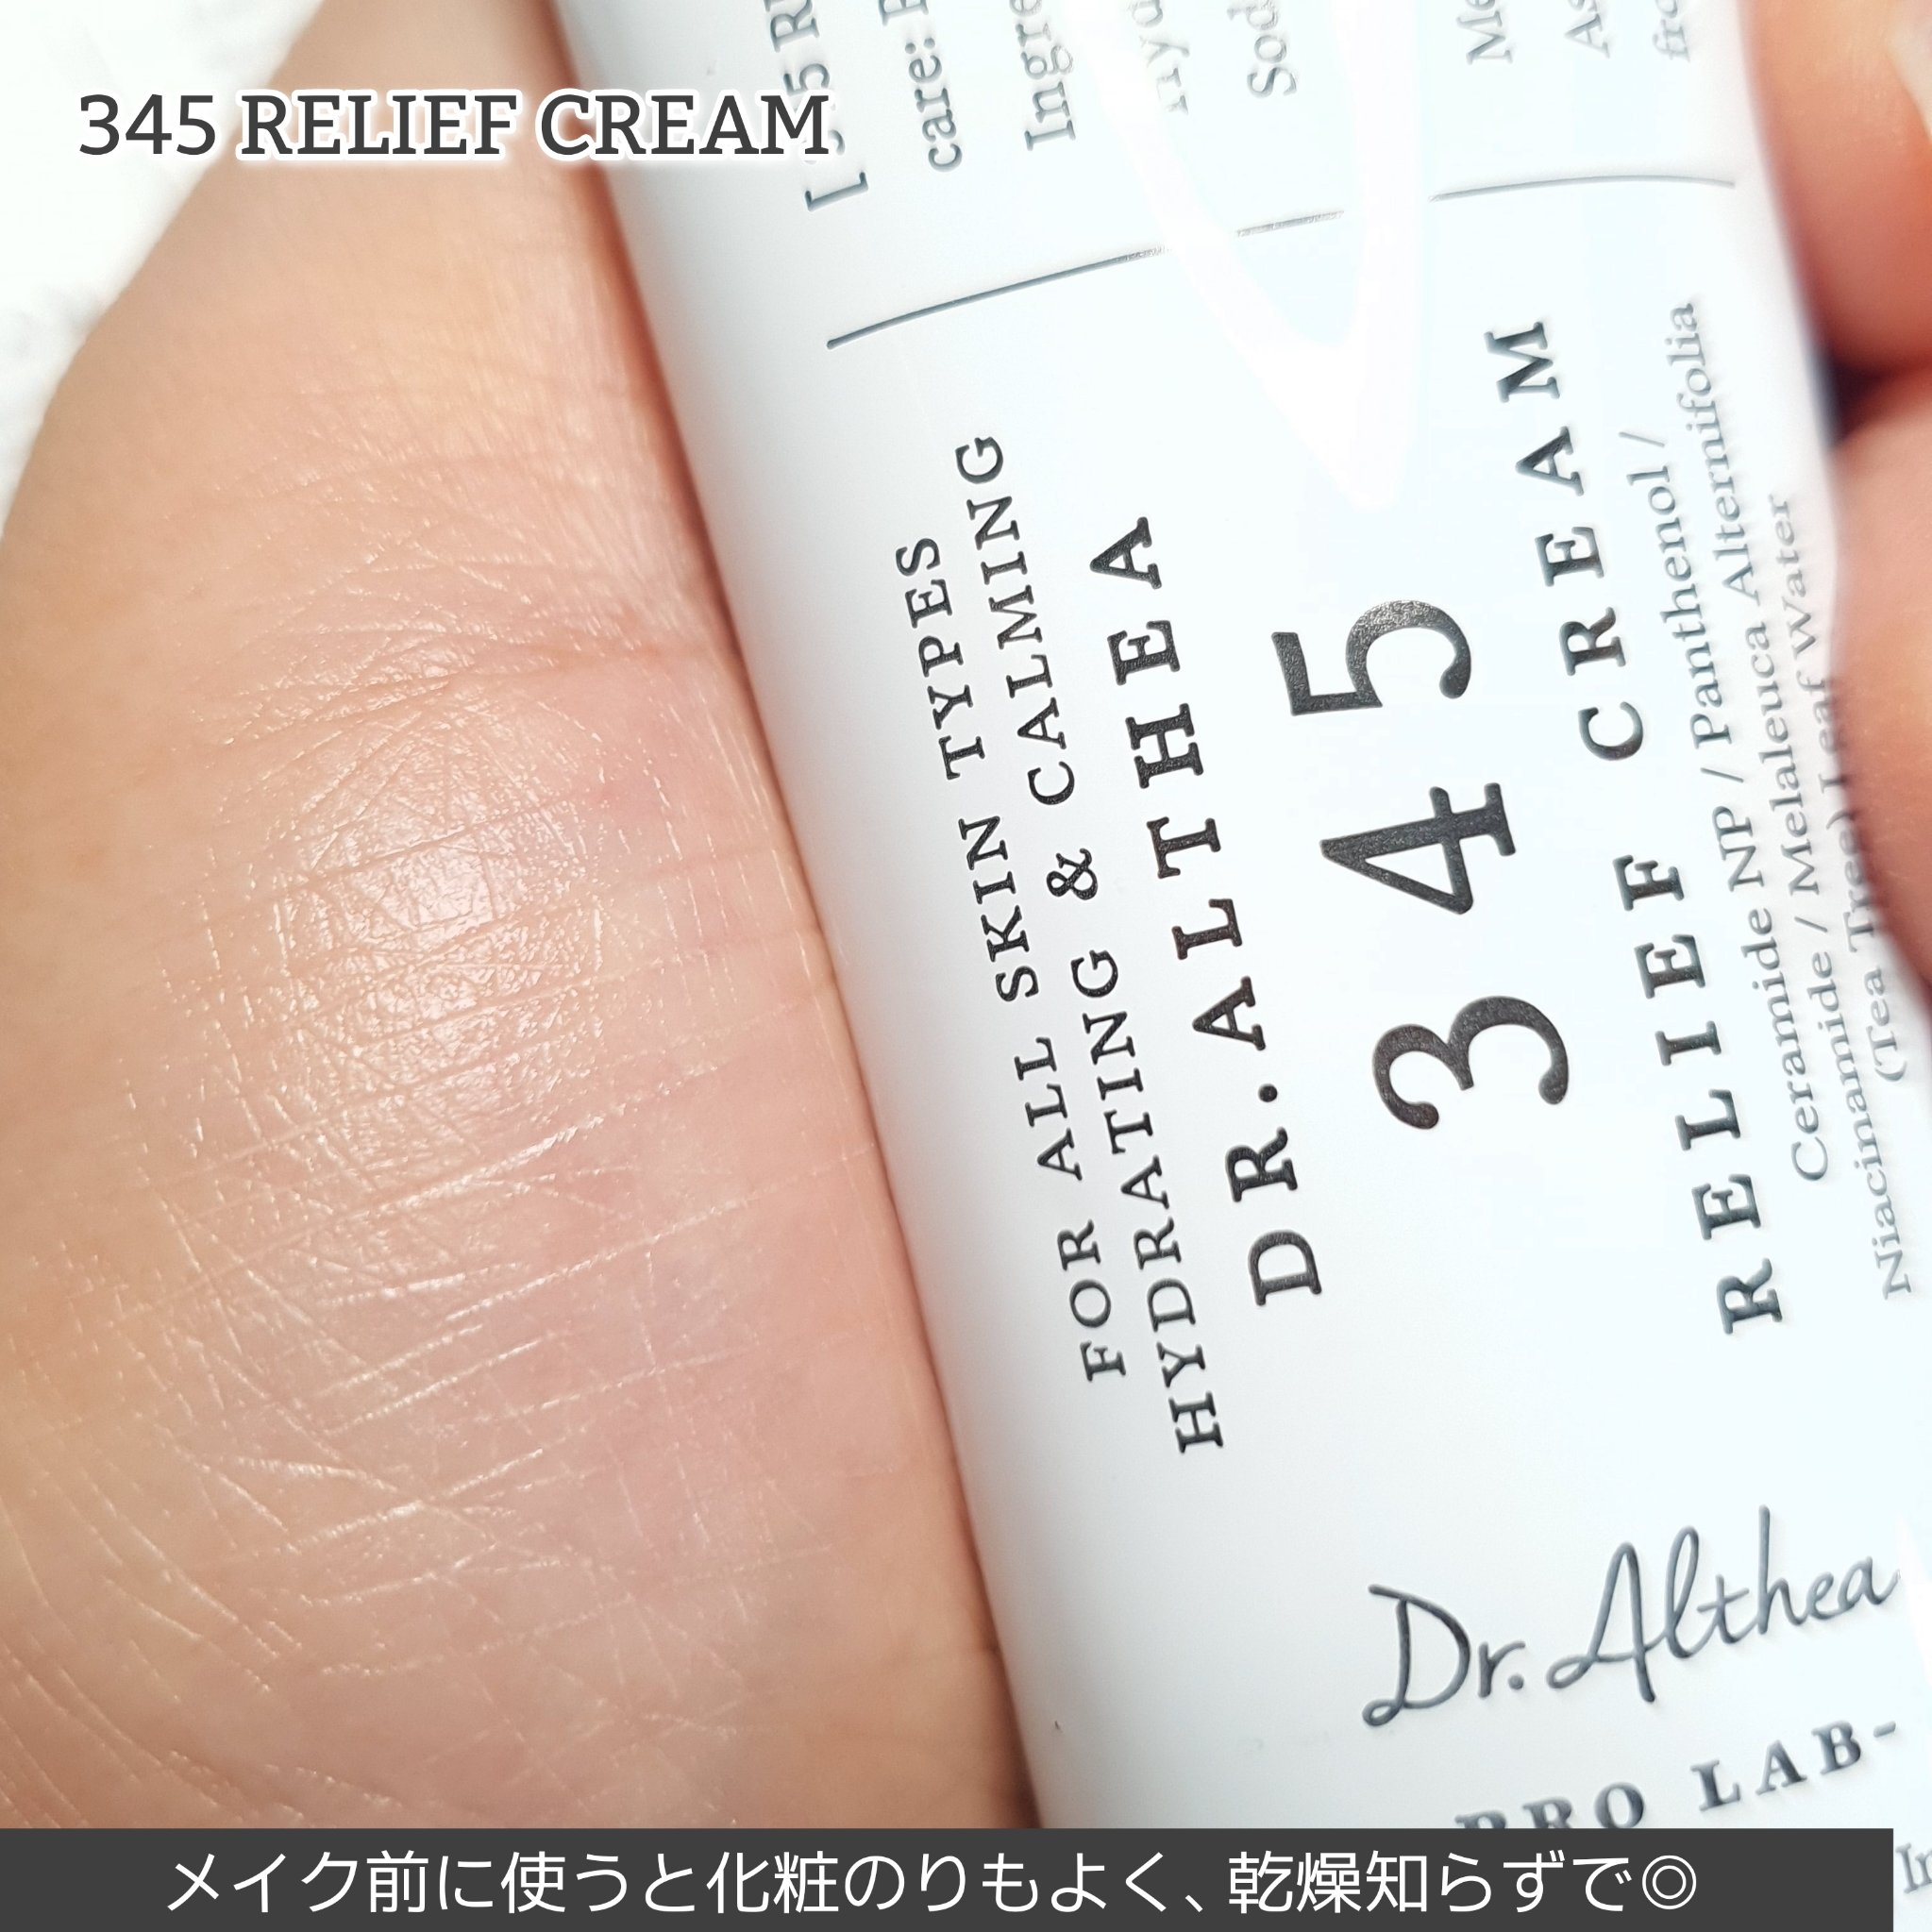 345 RELIEF CREAM
care:
FOR ALL SKIN TYPES
HYDRATING & CALMING
DR.ALTHEA
345
RELIEF CREAM
Ceramide NP / Panthenol /
Niacinamide / Melaleuca Alternifolia
(Tea Tree) Leaf Water
Dr. Althea
PRO LAB-
メイク前に使うと化粧のりもよく、乾燥知らずで◎